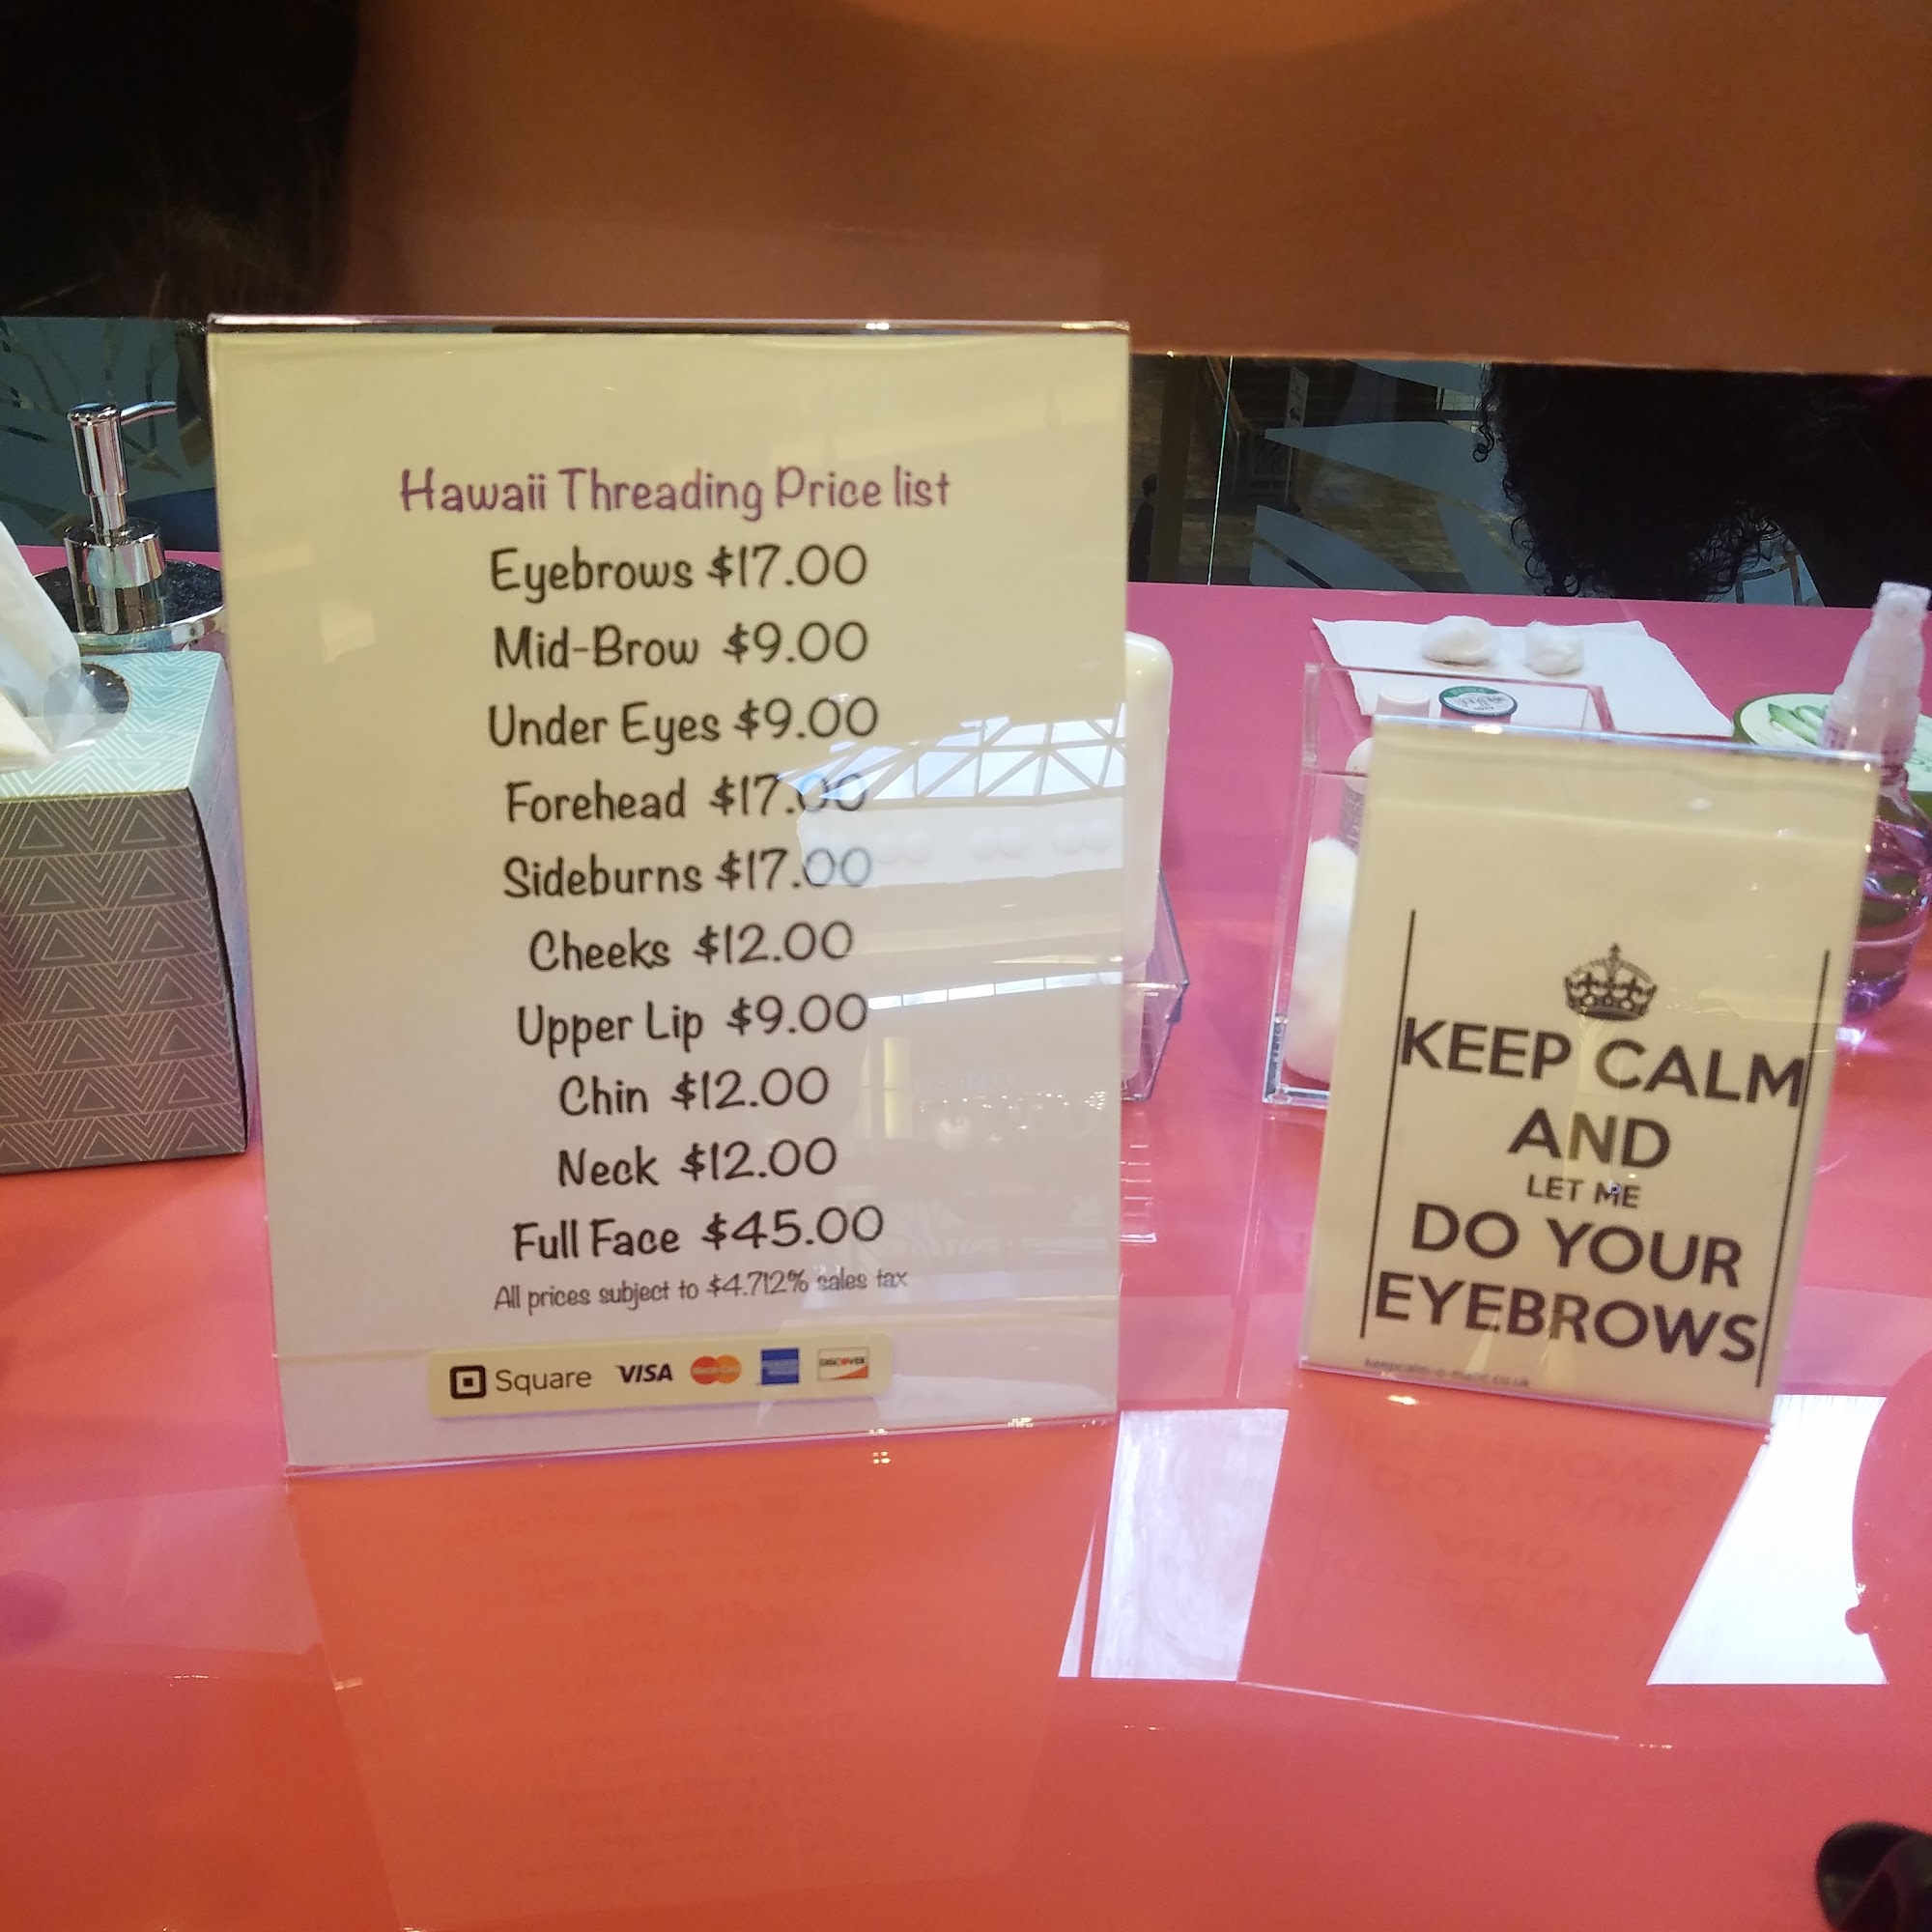 Hawaii Threading Price list
Eyebrows $17.00
Mid-Brow $9.00
Under Eyes $9.00
Forehead $17.00
Sideburns $17.00
Cheeks $12.00
Upper Lip $9.00
Chin $12.00
Neck $12.00
Full Face $45.00
All prices subject to $4.712% sales tax
Square VISA MasterCard DISCOVER
KEEP CALM
AND
LET ME
DO YOUR
EYEBROWS